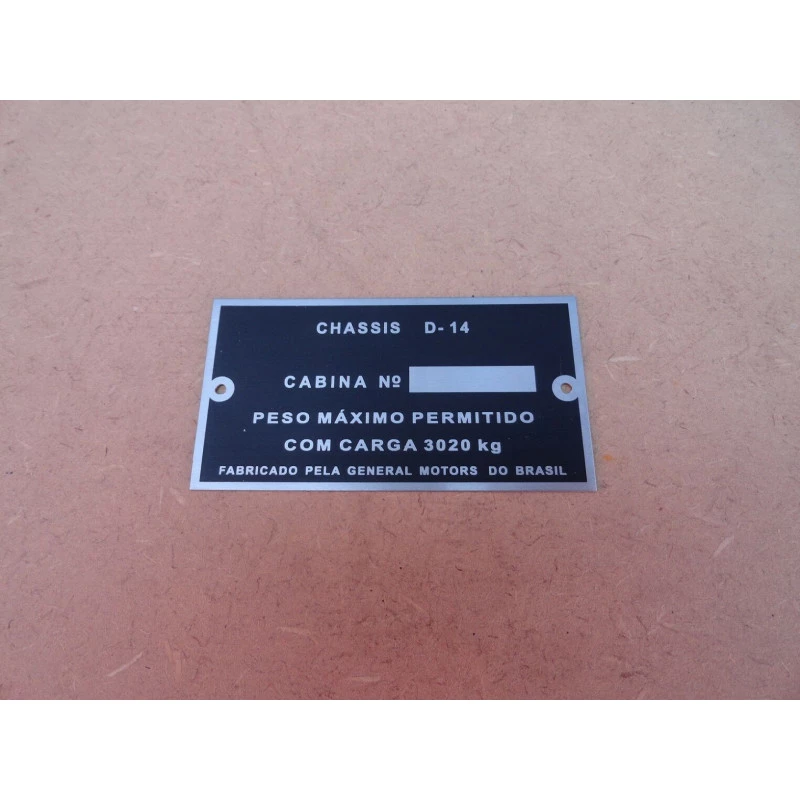 CHASSIS D-14
CABINA Nº
PESO MÁXIMO PERMITIDO
COM CARGA 3020 kg
FABRICADO PELA GENERAL MOTORS DO BRASIL